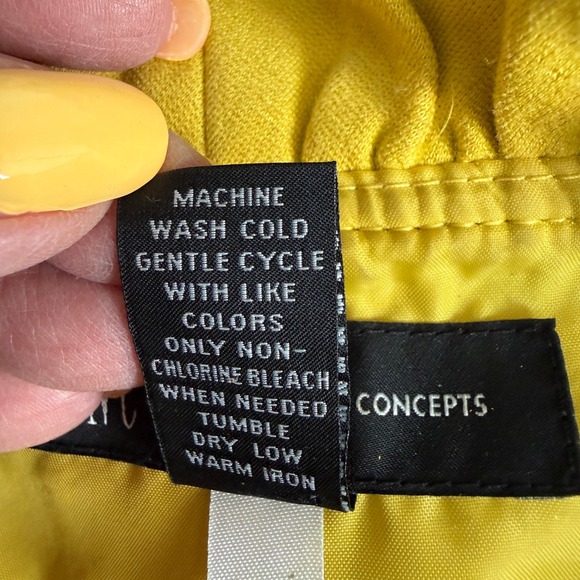 MACHINE
WASH COLD
GENTLE CYCLE
WITH LIKE
COLORS
ONLY NON-
CHLORINE BLEACH
WHEN NEEDED
TUMBLE
DRY LOW
WARM IRON
CONCEPTS